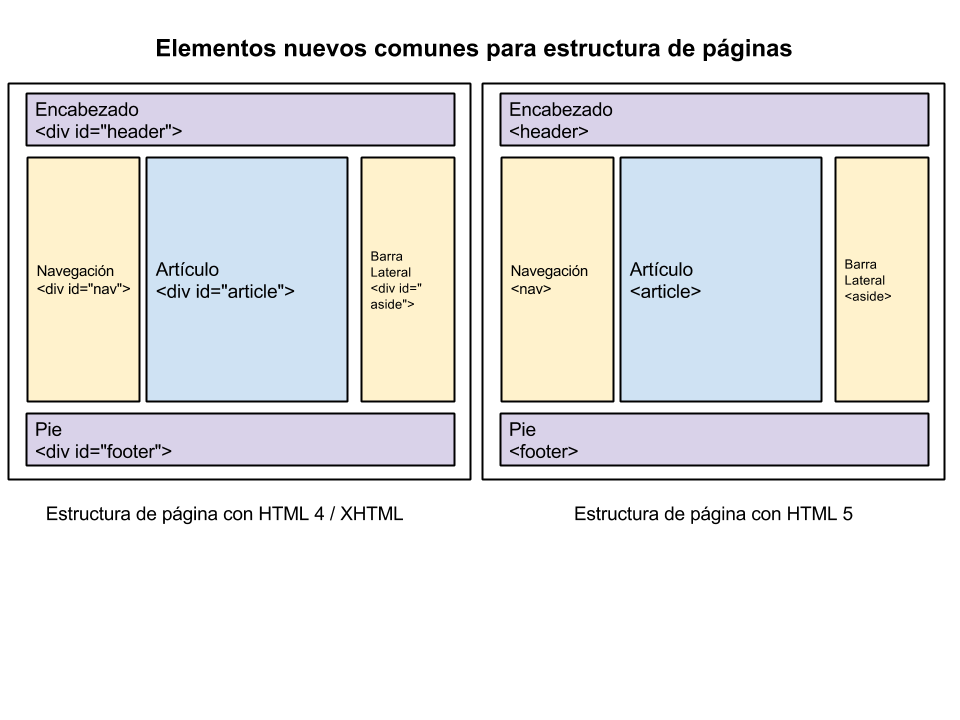 Elementos nuevos comunes para estructura de páginas
Encabezado
<div id="header">
Navegación
<div id="nav">
Artículo
<div id="article">
Barra
Lateral
<div id="
aside">
Pie
<div id="footer">
Estructura de página con HTML 4 / XHTML
Encabezado
<header>
Navegación
<nav>
Artículo
<article>
Barra
Lateral
<aside>
Pie
<footer>
Estructura de página con HTML 5